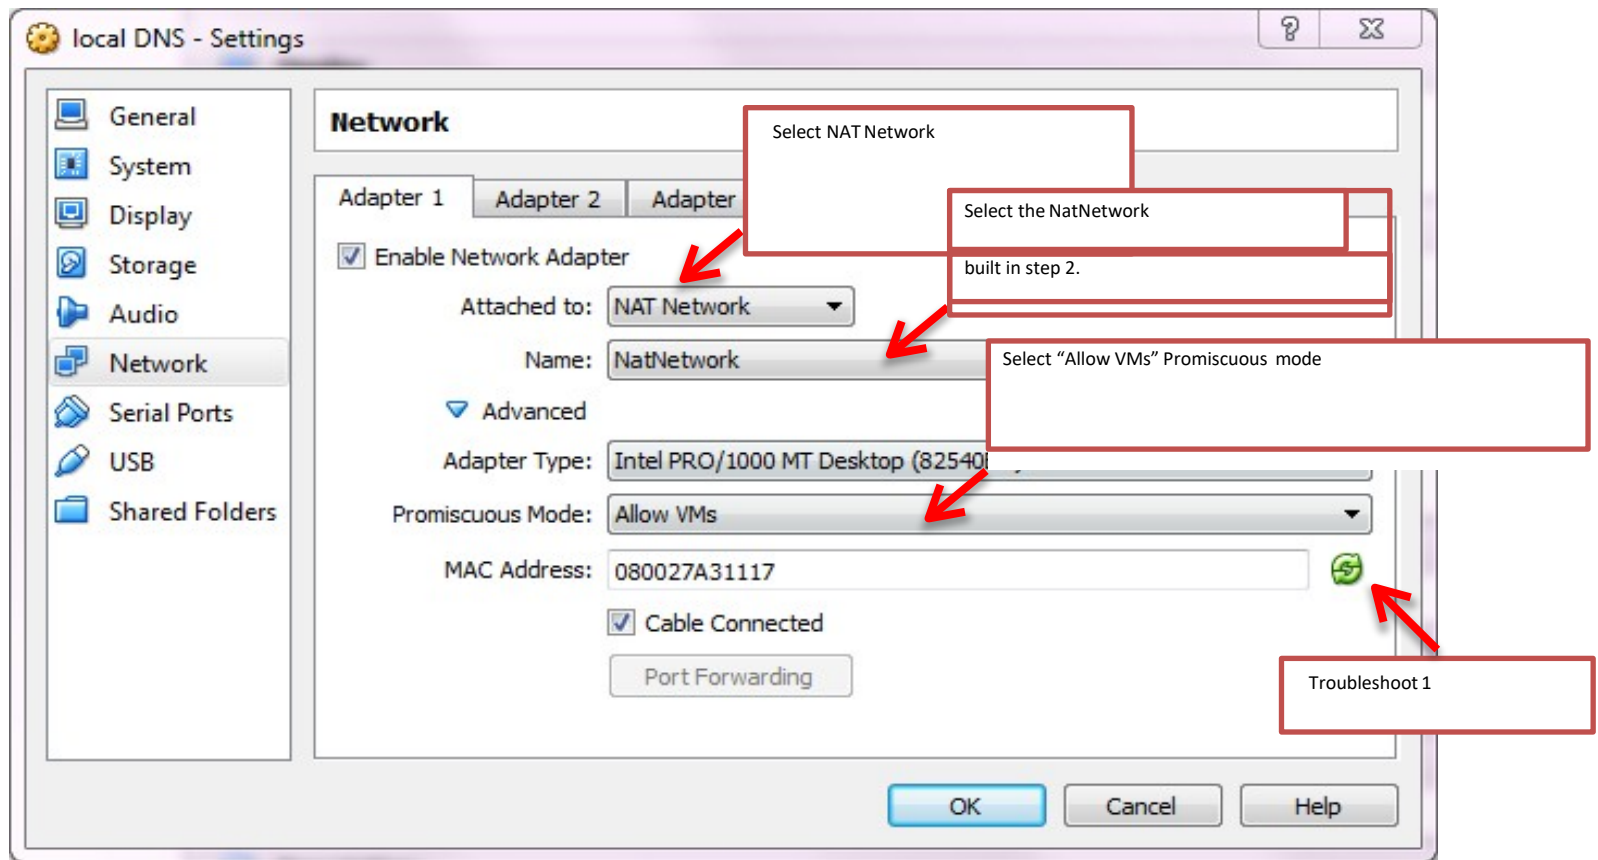 local DNS - Settings
General
System
Display
Storage
Audio
Network
Serial Ports
USB
Shared Folders
Network
Adapter 1
Adapter 2
Adapter
Enable Network Adapter
Attached to: NAT Network
Name: NatNetwork
Advanced
Adapter Type: Intel PRO/1000 MT Desktop
Promiscuous Mode: Allow VMs
MAC Address: 080027A31117
Cable Connected
Port Forwarding
Select NAT Network
Select the NatNetwork
built in step 2.
Select “Allow VMs” Promiscuous mode
Troubleshoot 1
OK
Cancel
Help